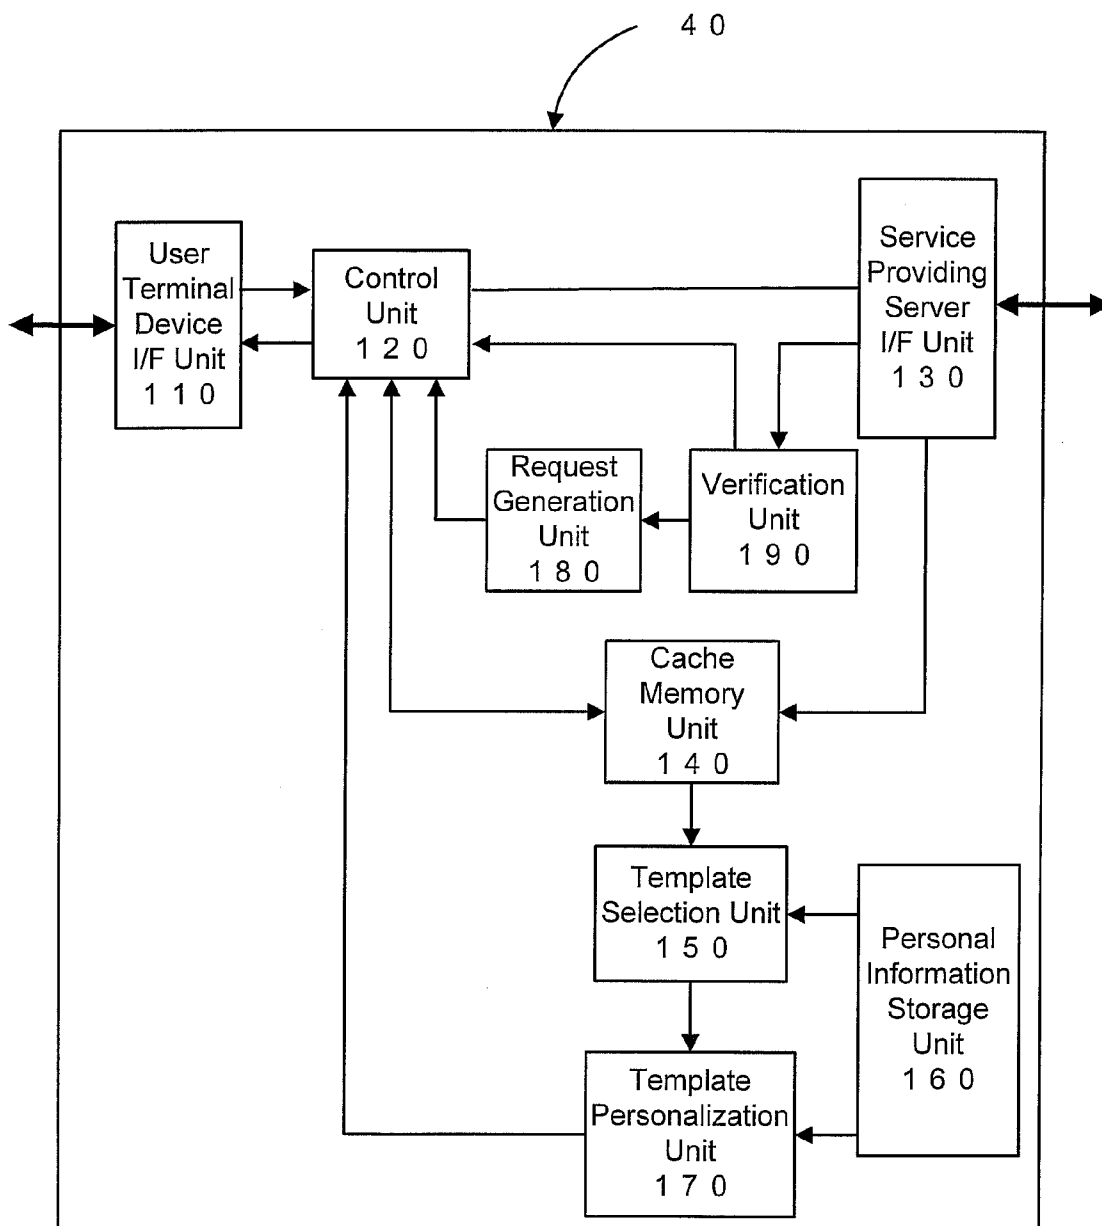 4 0
User
Terminal
Device
I/F Unit
1 1 0
Control
Unit
1 2 0
Service
Providing
Server
I/F Unit
1 3 0
Request
Generation
Unit
1 8 0
Verification
Unit
1 9 0
Cache
Memory
Unit
1 4 0
Template
Selection Unit
1 5 0
Personal
Information
Storage
Unit
1 6 0
Template
Personalization
Unit
1 7 0